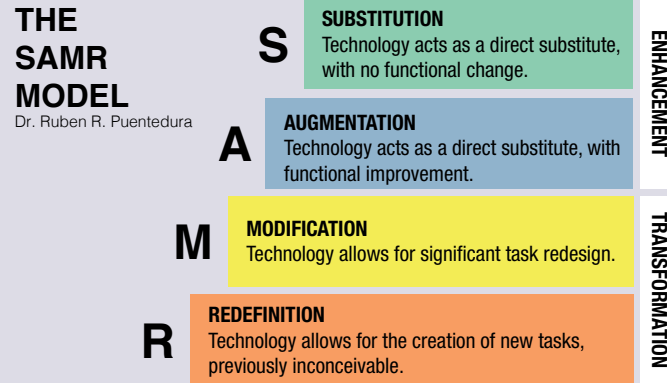 THE
SAMR
MODEL
Dr. Ruben R. Puentedura
S
SUBSTITUTION
Technology acts as a direct substitute,
with no functional change.
A
AUGMENTATION
Technology acts as a direct substitute, with
functional improvement.
ENHANCEMENT
M
MODIFICATION
Technology allows for significant task redesign.
R
REDEFINITION
Technology allows for the creation of new tasks,
previously inconceivable.
TRANSFORMATION